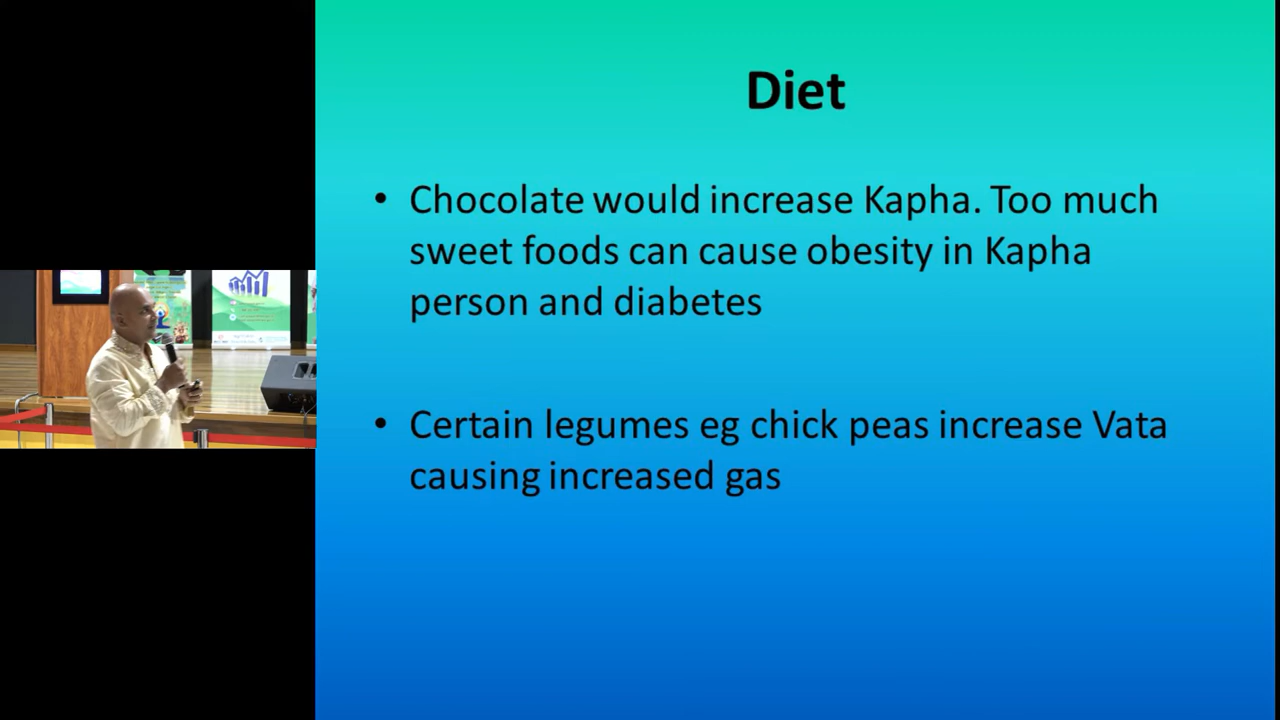 Diet
• Chocolate would increase Kapha. Too much
sweet foods can cause obesity in Kapha
person and diabetes
• Certain legumes eg chick peas increase Vata
causing increased gas